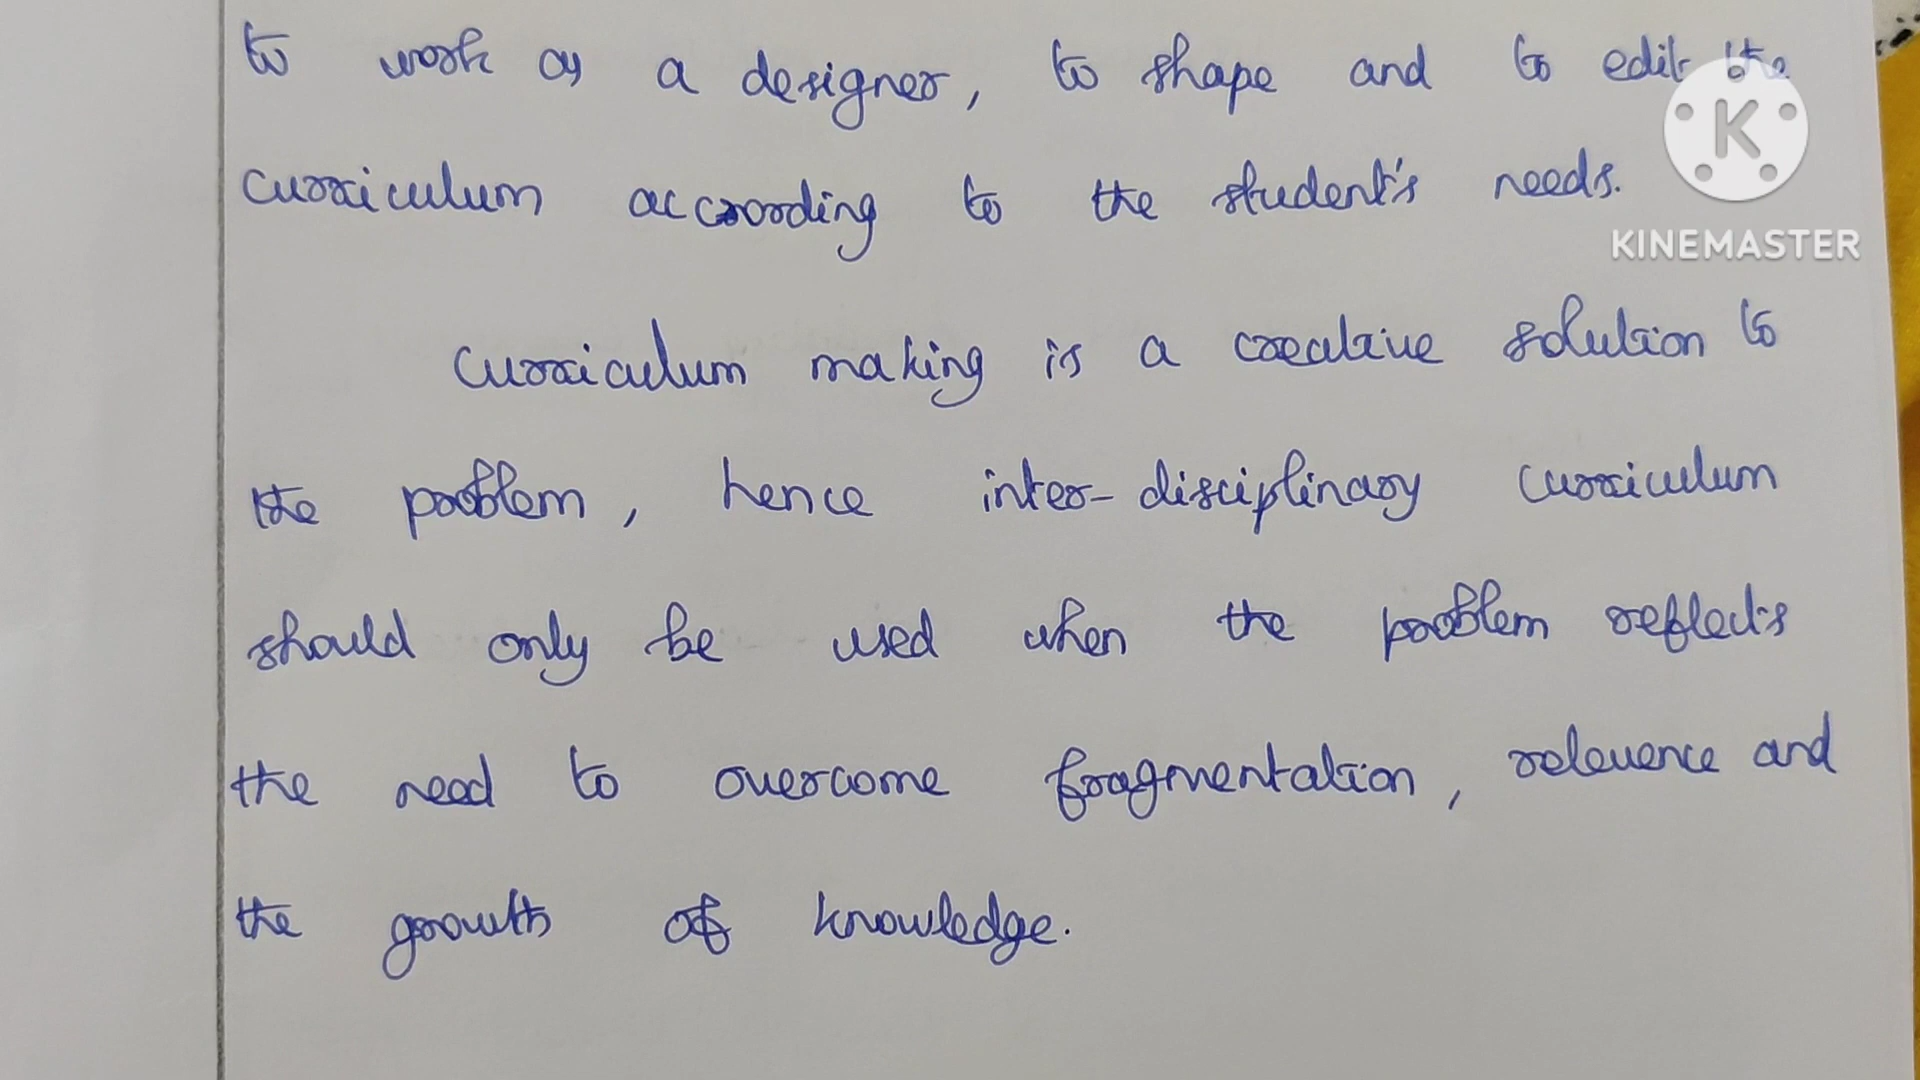 to work as a designer, to shape and to edit the
curriculum according to the student's needs.
KINEMASTER
curriculum making is a creative solution to
the problem, hence inter-disciplinary curriculum
should only be used when the problem reflects
the need to overcome fragmentation, relevence and
the growth of knowledge.